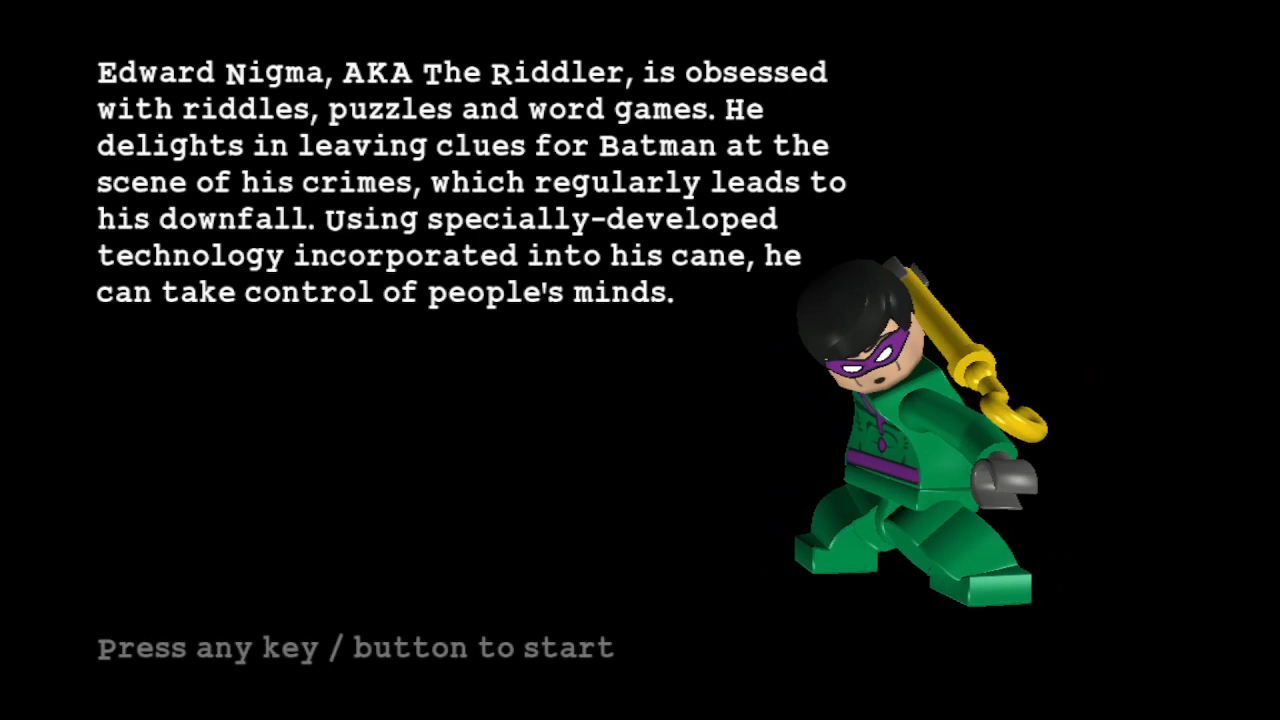 Edward Nigma, AKA The Riddler, is obsessed
with riddles, puzzles and word games. He
delights in leaving clues for Batman at the
scene of his crimes, which regularly leads to
his downfall. Using specially-developed
technology incorporated into his cane, he
can take control of people's minds.
Press any key / button to start